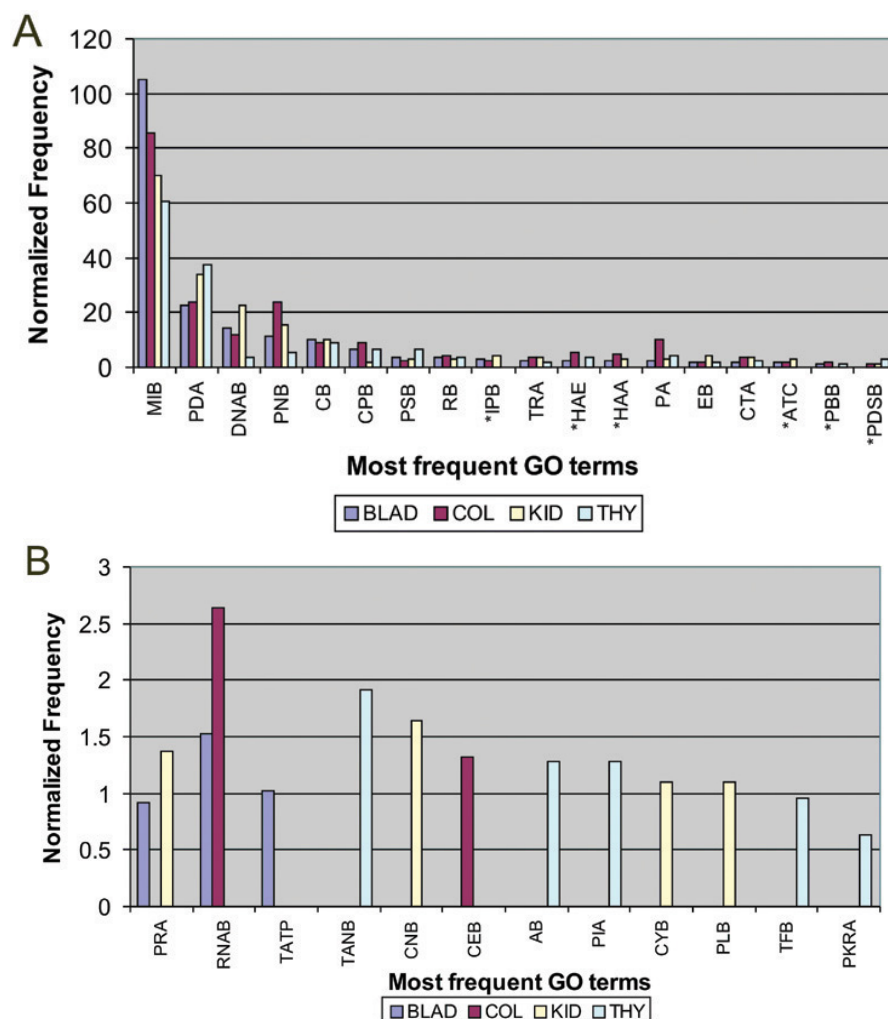 A
Normalized Frequency
120
100
80
60
40
20
0
MIB PDA DNAB PNB CB CPB PSB RB *IPB TRA *HAE *HAA PA EB CTA *ATC *PBB *PDSB
Most frequent GO terms
BLAD COL KID THY
B
Normalized Frequency
3
2.5
2
1.5
1
0.5
0
PRA RNAB TATP TANB CNB CEB AB PIA CYB PLB TFB PKRA
Most frequent GO terms
BLAD COL KID THY